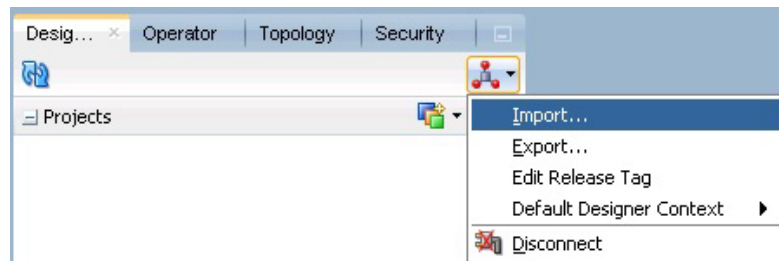 Desig... Operator Topology Security
Projects
Import...
Export...
Edit Release Tag
Default Designer Context
Disconnect